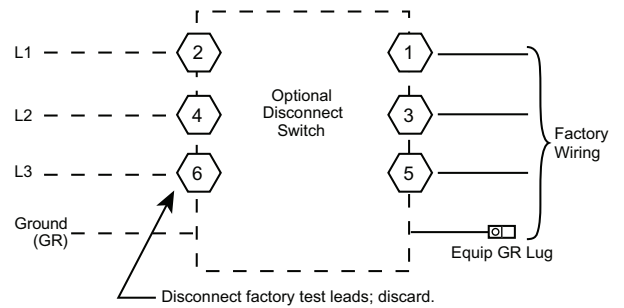 L1
2
1
L2
4
Optional
Disconnect
Switch
3
Factory
Wiring
L3
6
5
Ground
(GR)
Equip GR Lug
Disconnect factory test leads; discard.